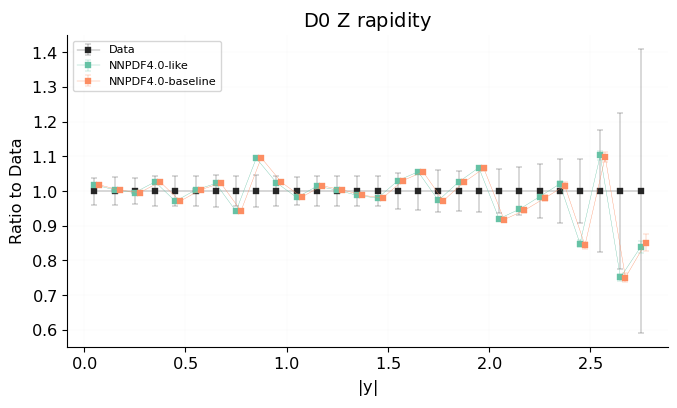 D0 Z rapidity
Data
NNPDF4.0-like
NNPDF4.0-baseline
Ratio to Data
1.4
1.3
1.2
1.1
1.0
0.9
0.8
0.7
0.6
0.0
0.5
1.0
1.5
2.0
2.5
|y|